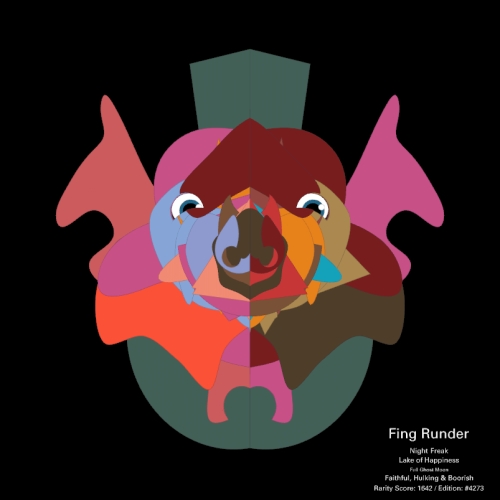 Fing Runder
Night Freak
Lake of Happiness
Full Ghost Moon
Faithful, Hulking & Boorish
Rarity Score: 1642 / Edition: #4273